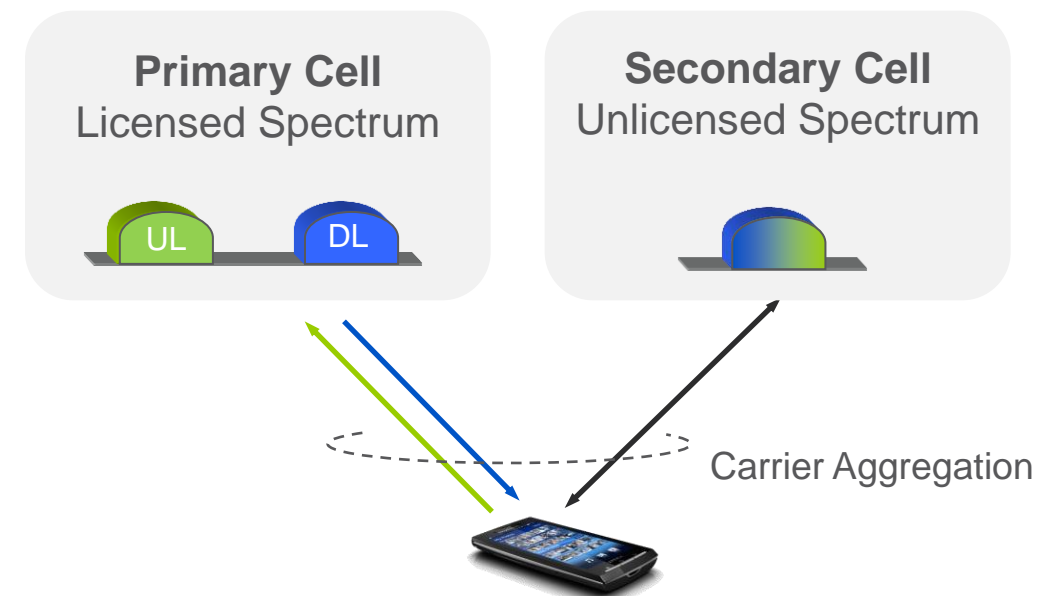 Primary Cell
Licensed Spectrum
UL
DL
Secondary Cell
Unlicensed Spectrum
Carrier Aggregation